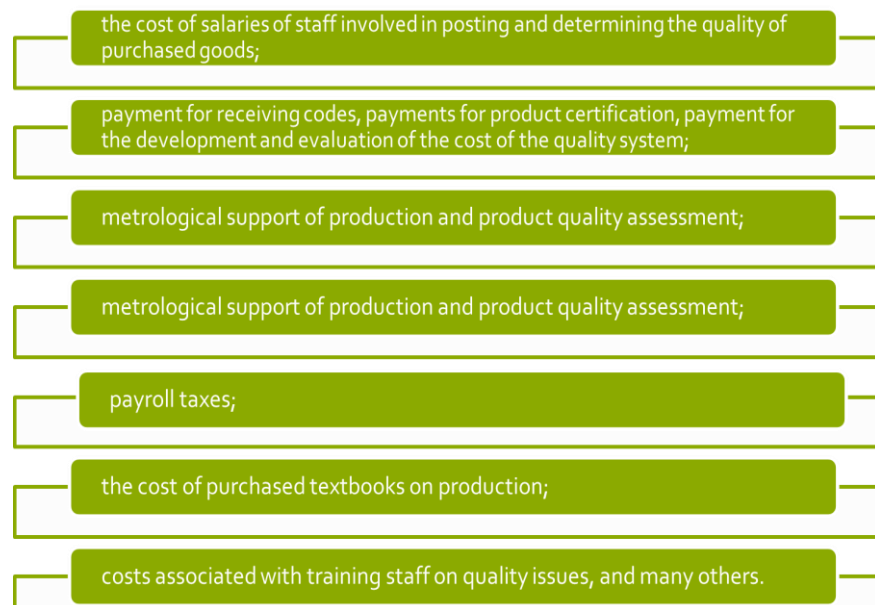 the cost of salaries of staff involved in posting and determining the quality of
purchased goods;
payment for receiving codes, payments for product certification, payment for
the development and evaluation of the cost of the quality system;
metrological support of production and product quality assessment;
metrological support of production and product quality assessment;
payroll taxes;
the cost of purchased textbooks on production;
costs associated with training staff on quality issues, and many others.